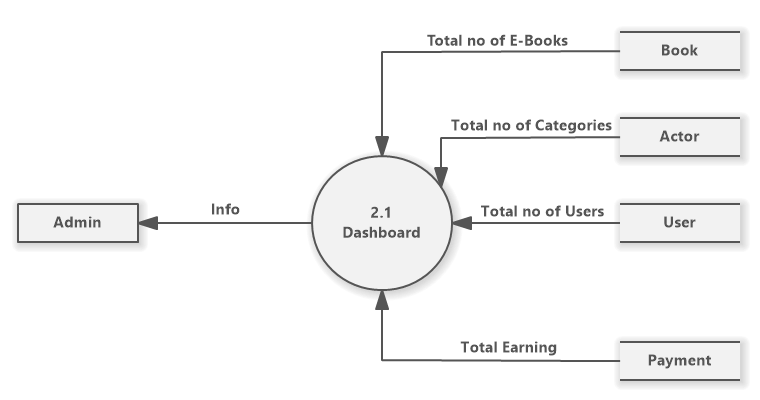 Total no of E-Books
Book
Total no of Categories
Actor
Admin
Info
2.1
Dashboard
Total no of Users
User
Total Earning
Payment